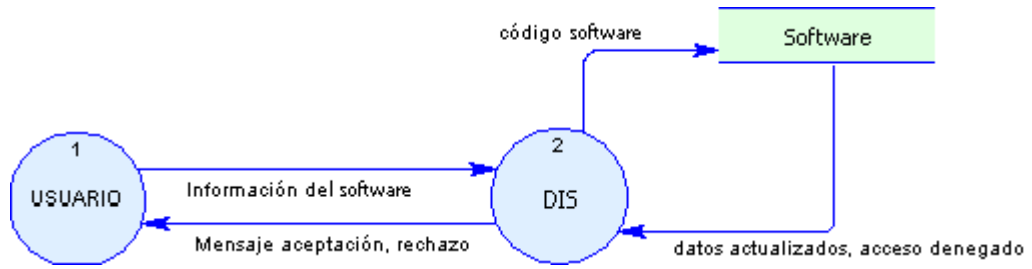 código software
Software
1
2
USUARIO
Información del software
DIS
Mensaje aceptación, rechazo
datos actualizados, acceso denegado